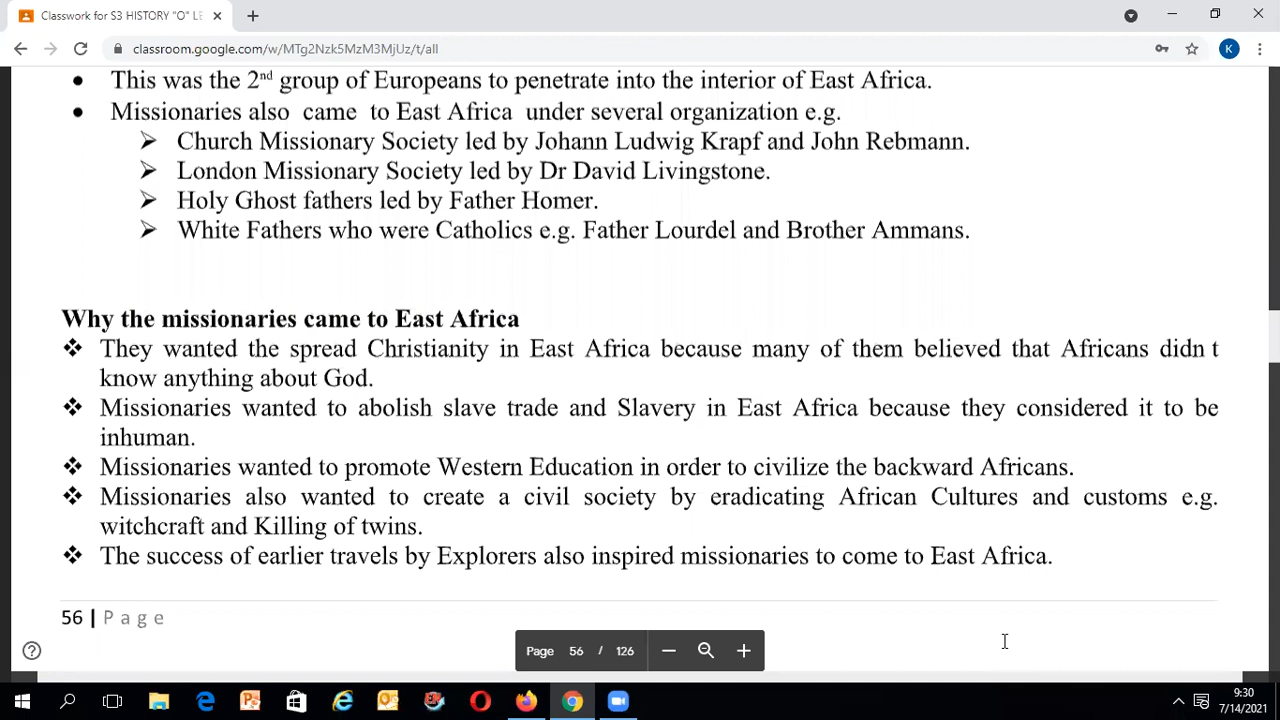 Classwork for S3 HISTORY "O" LE
classroom.google.com/w/MTg2Nzk5MzM3MjUz/t/all
K
This was the 2nd group of Europeans to penetrate into the interior of East Africa.
Missionaries also came to East Africa under several organization e.g.
Church Missionary Society led by Johann Ludwig Krapf and John Rebmann.
London Missionary Society led by Dr David Livingstone.
Holy Ghost fathers led by Father Homer.
White Fathers who were Catholics e.g. Father Lourdel and Brother Ammans.
Why the missionaries came to East Africa
They wanted the spread Christianity in East Africa because many of them believed that Africans didn t
know anything about God.
Missionaries wanted to abolish slave trade and Slavery in East Africa because they considered it to be
inhuman.
Missionaries wanted to promote Western Education in order to civilize the backward Africans.
Missionaries also wanted to create a civil society by eradicating African Cultures and customs e.g.
witchcraft and Killing of twins.
The success of earlier travels by Explorers also inspired missionaries to come to East Africa.
56 | Page
Page 56 / 126
9:30
7/14/2021